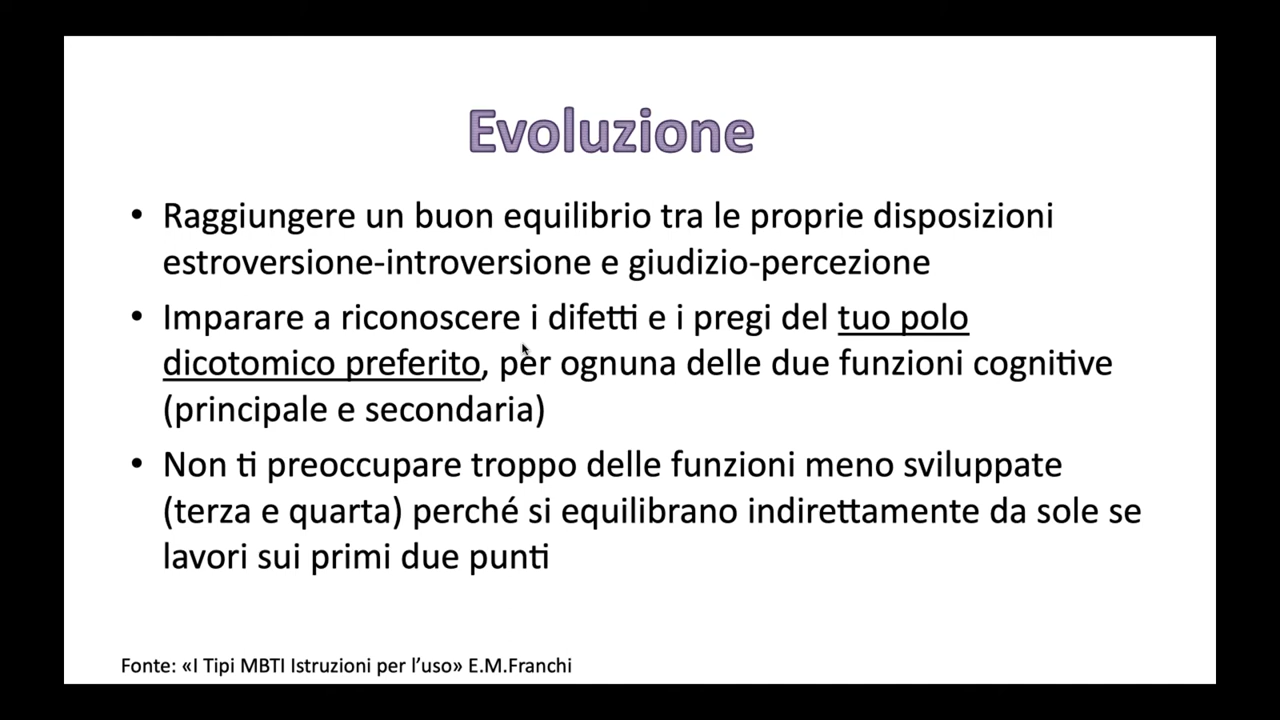 Evoluzione
• Raggiungere un buon equilibrio tra le proprie disposizioni
estroversione-introversione e giudizio-percezione
• Imparare a riconoscere i difetti e i pregi del tuo polo
dicotomico preferito, per ognuna delle due funzioni cognitive
(principale e secondaria)
• Non ti preoccupare troppo delle funzioni meno sviluppate
(terza e quarta) perché si equilibrano indirettamente da sole se
lavori sui primi due punti
Fonte: «I Tipi MBTI Istruzioni per l’uso» E.M.Franchi